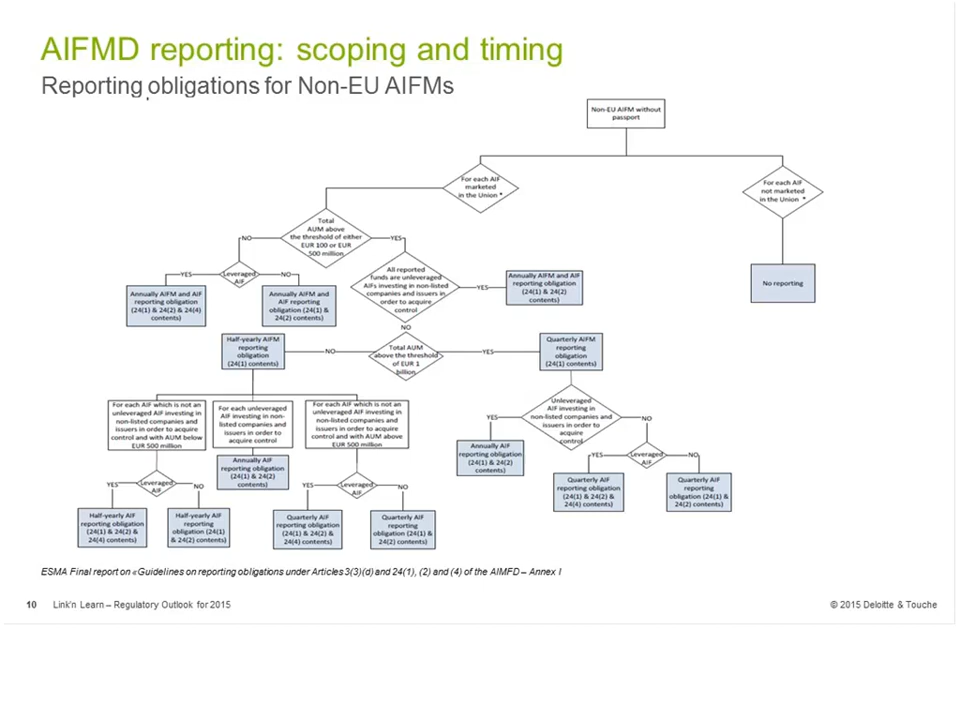 AIFMD reporting: scoping and timing
Reporting obligations for Non-EU AIFMs
Non-EU AIFM without
passport
For each AIF
marketed
in the Union *
For each AIF
not marketed
in the Union *
No reporting
Total
AUM above
the threshold of either
EUR 100 or EUR
500 million
NO
YES
Leveraged
AIF
YES
NO
Annually AIFM and AIF
reporting obligation
(24(1) & 24(2) & 24(4)
contents)
Annually AIFM and
AIF reporting
obligation (24(1) &
24(2) contents)
All reported
funds are unleveraged
AIFs investing in non-listed
companies and issuers in
order to acquire
control
YES
Annually AIFM and AIF
reporting obligation
(24(1) & 24(2)
contents)
NO
Total AUM
above the threshold
of EUR 1
billion
NO
YES
Half-yearly AIFM
reporting
obligation
(24(1) contents)
Quarterly AIFM
reporting
obligation
(24(1) contents)
For each AIF which is not an
unleveraged AIF investing in
non-listed companies and
issuers in order to acquire
control and with AUM below
EUR 500 million
For each unleveraged
AIF investing in non-
listed companies and
issuers in order to
acquire control
For each AIF which is not an
unleveraged AIF investing in
non-listed companies and
issuers in order to acquire
control and with AUM above
EUR 500 million
Annually AIF
reporting obligation
(24(1) & 24(2)
contents)
YES
Leveraged
AIF
NO
YES
Leveraged
AIF
NO
Half-yearly AIF
reporting obligation
(24(1) & 24(2) &
24(4) contents)
Half-yearly AIF
reporting
obligation (24(1)
& 24(2) contents)
Quarterly AIF
reporting obligation
(24(1) & 24(2) &
24(4) contents)
Quarterly AIF
reporting
obligation (24(1) &
24(2) contents)
Unleveraged
AIF investing in
non-listed companies and
issuers in order to
acquire
control
YES
NO
Annually AIF
reporting obligation
(24(1) & 24(2)
contents)
YES
Leveraged
AIF
NO
Quarterly AIF
reporting obligation
(24(1) & 24(2) &
24(4) contents)
Quarterly AIF
reporting
obligation (24(1) &
24(2) contents)
ESMA Final report on «Guidelines on reporting obligations under Articles 3(3)(d) and 24(1), (2) and (4) of the AIMFD – Annex I
10 Link'n Learn – Regulatory Outlook for 2015
© 2015 Deloitte & Touche